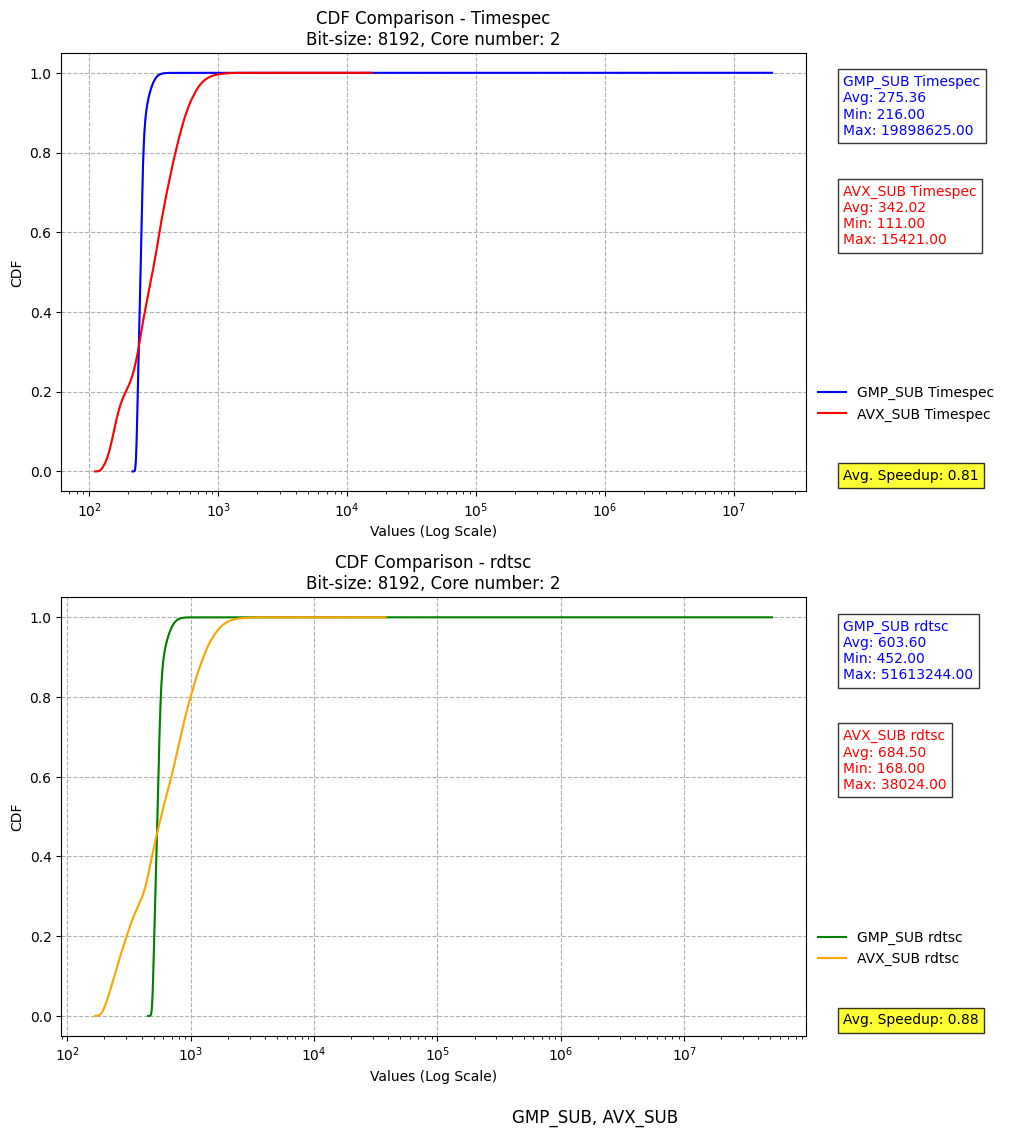 CDF Comparison - Timespec
Bit-size: 8192, Core number: 2
1.0
0.8
0.6
0.4
0.2
0.0
CDF
10^2
10^3
10^4
10^5
10^6
10^7
Values (Log Scale)
GMP_SUB Timespec
Avg: 275.36
Min: 216.00
Max: 19898625.00
AVX_SUB Timespec
Avg: 342.02
Min: 111.00
Max: 15421.00
GMP_SUB Timespec
AVX_SUB Timespec
Avg. Speedup: 0.81
CDF Comparison - rdtsc
Bit-size: 8192, Core number: 2
1.0
0.8
0.6
0.4
0.2
0.0
CDF
10^2
10^3
10^4
10^5
10^6
10^7
Values (Log Scale)
GMP_SUB rdtsc
Avg: 603.60
Min: 452.00
Max: 51613244.00
AVX_SUB rdtsc
Avg: 684.50
Min: 168.00
Max: 38024.00
GMP_SUB rdtsc
AVX_SUB rdtsc
Avg. Speedup: 0.88
GMP_SUB, AVX_SUB